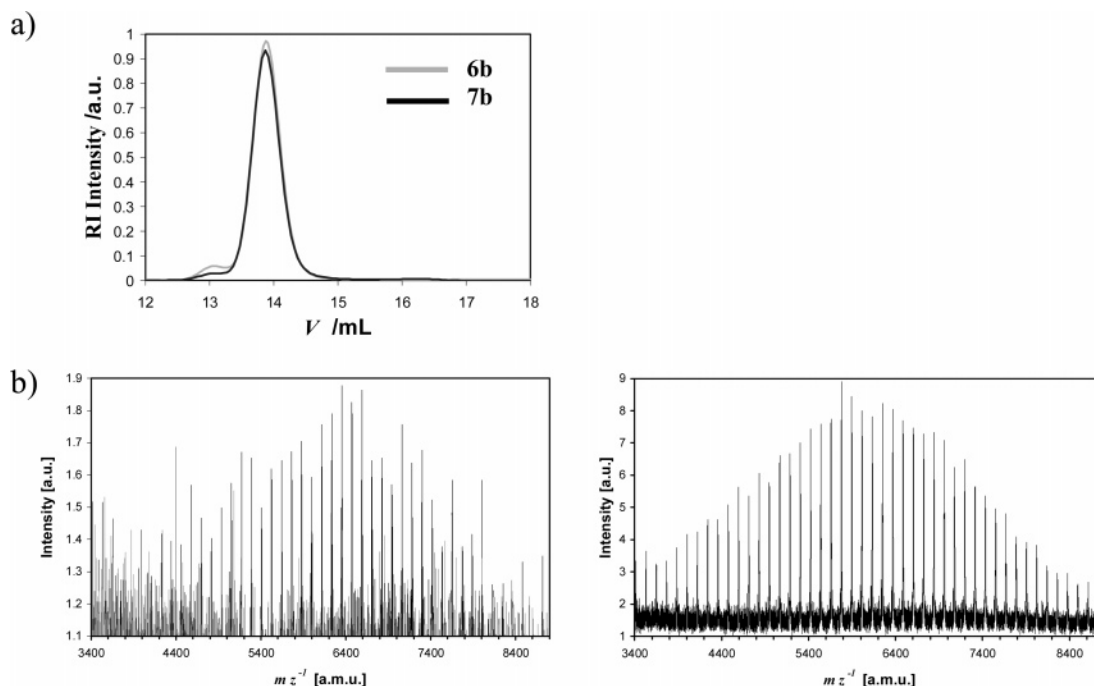 a)
1
0.9
0.8
0.7
0.6
0.5
0.4
0.3
0.2
0.1
0
RI Intensity /a.u.
6b
7b
12 13 14 15 16 17 18
V /mL
b)
1.9
1.8
1.7
1.6
1.5
1.4
1.3
1.2
1.1
Intensity [a.u.]
3400 4400 5400 6400 7400 8400
m z⁻¹ [a.m.u.]
9
8
7
6
5
4
3
2
1
Intensity [a.u.]
3400 4400 5400 6400 7400 8400
m z⁻¹ [a.m.u.]